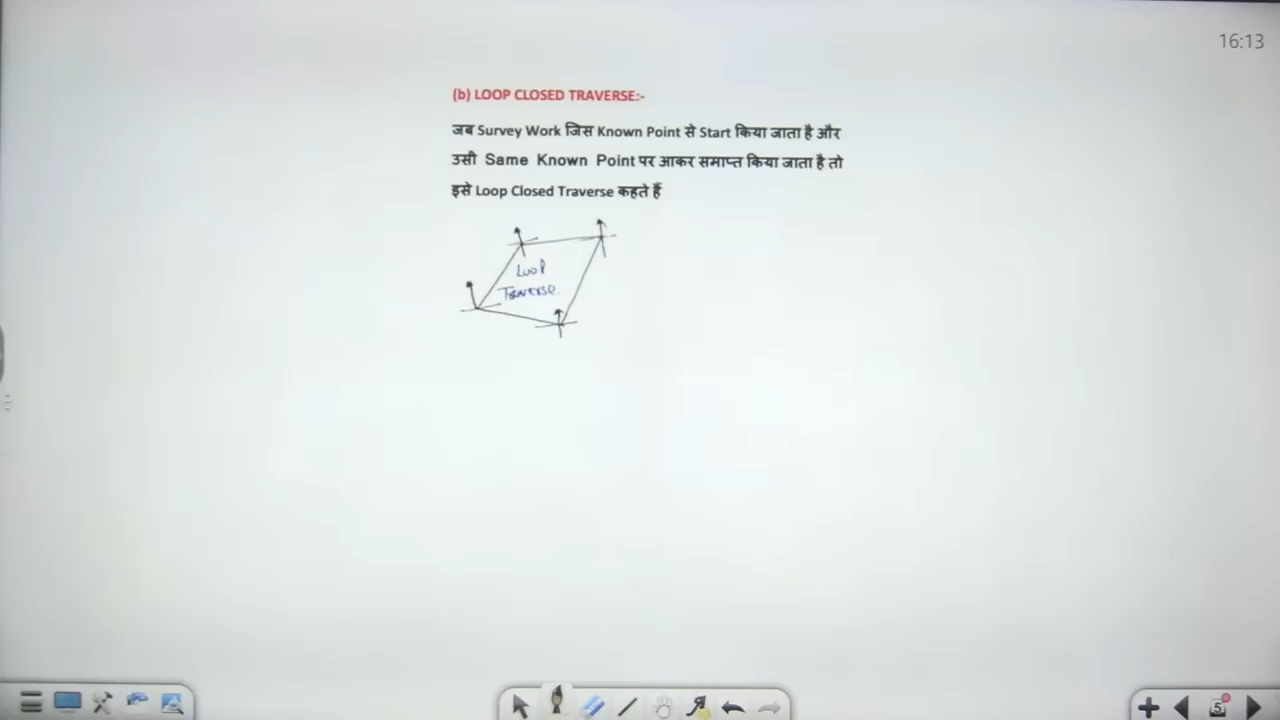 16:13
(b) LOOP CLOSED TRAVERSE:-
जब Survey Work जिस Known Point से Start किया जाता है और
उसी Same Known Point पर आकर समाप्त किया जाता है तो
इसे Loop Closed Traverse कहते हैं
Loop
Traverse.
5